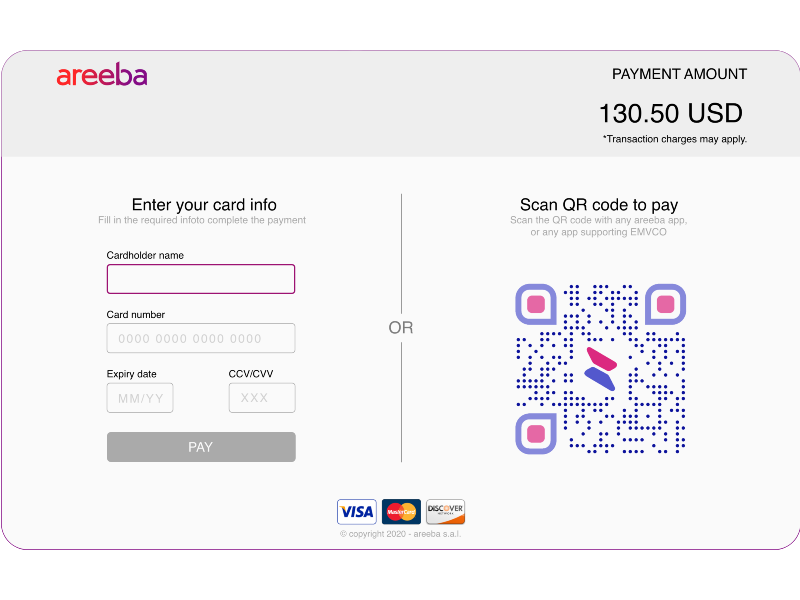 areeba
PAYMENT AMOUNT
130.50 USD
*Transaction charges may apply.
Enter your card info
Fill in the required infoto complete the payment
Cardholder name
Card number
0000 0000 0000 0000
Expiry date
CCV/CVV
MM/YY
XXX
PAY
OR
Scan QR code to pay
Scan the QR code with any areeba app,
or any app supporting EMVCO
VISA
MasterCard
DISCOVER
NETWORK
© copyright 2020 - areeba s.a.l.